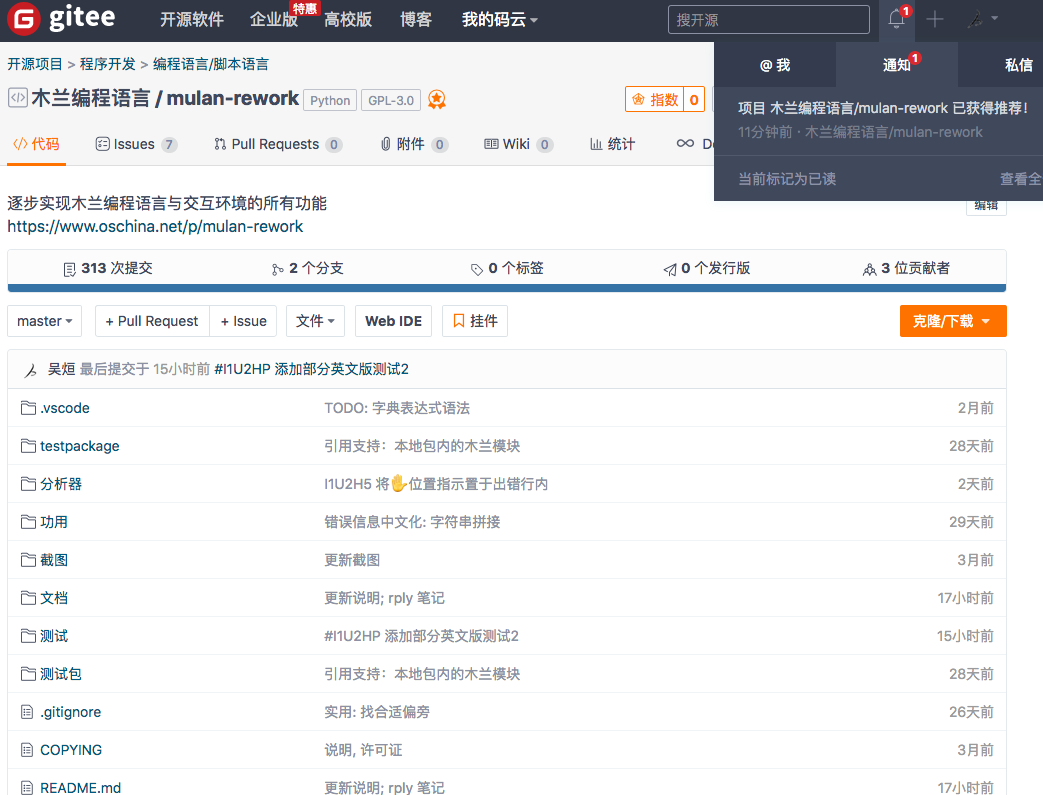 gitee
开源软件 企业版 特惠 高校版 博客 我的码云 搜开源 1
开源项目 > 程序开发 > 编程语言/脚本语言
@ 我 通知 1 私信
木兰编程语言 / mulan-rework Python GPL-3.0 指数 0
项目 木兰编程语言/mulan-rework 已获得推荐!
11分钟前 · 木兰编程语言/mulan-rework
代码 Issues 7 Pull Requests 0 附件 0 Wiki 0 统计
当前标记为已读 查看全
逐步实现木兰编程语言与交互环境的所有功能 编辑
https://www.oschina.net/p/mulan-rework
313 次提交 2 个分支 0 个标签 0 个发行版 3 位贡献者
master + Pull Request + Issue 文件 Web IDE 挂件 克隆/下载
吴烜 最后提交于 15小时前 #I1U2HP 添加部分英文版测试2
.vscode TODO: 字典表达式语法 2月前
testpackage 引用支持：本地包内的木兰模块 28天前
分析器 I1U2H5 将✋位置指示置于出错行内 2天前
功用 错误信息中文化: 字符串拼接 29天前
截图 更新截图 3月前
文档 更新说明; rply 笔记 17小时前
测试 #I1U2HP 添加部分英文版测试2 15小时前
测试包 引用支持：本地包内的木兰模块 28天前
.gitignore 实用: 找合适偏旁 26天前
COPYING 说明, 许可证 3月前
README.md 更新说明; rply 笔记 17小时前